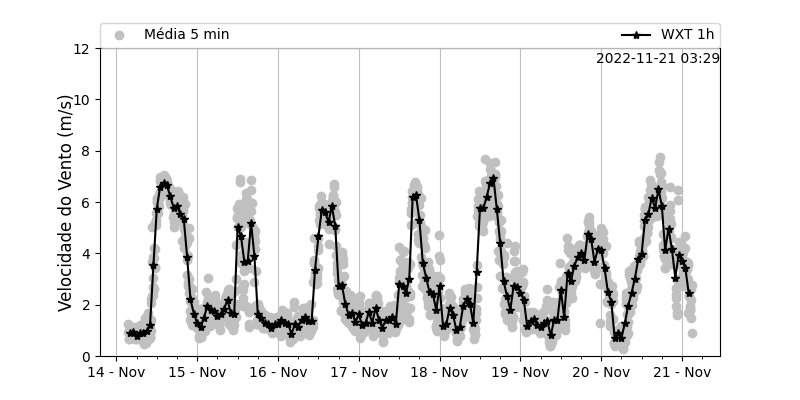 Média 5 min
WXT 1h
2022-11-21 03:29
Velocidade do Vento (m/s)
12
10
8
6
4
2
0
14 - Nov
15 - Nov
16 - Nov
17 - Nov
18 - Nov
19 - Nov
20 - Nov
21 - Nov